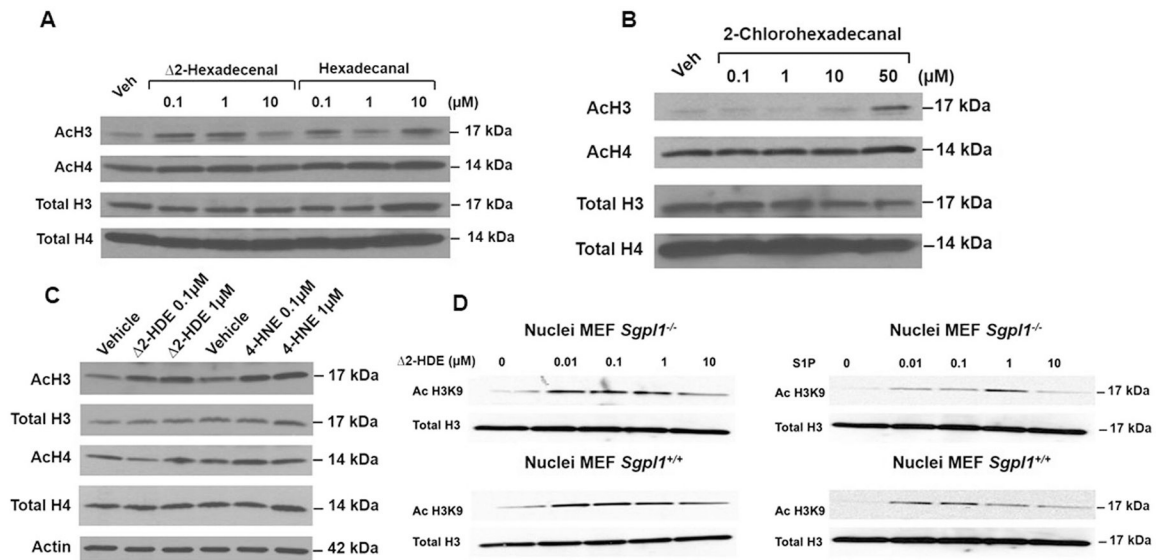 A
Veh
Δ2-Hexadecenal
Hexadecanal
0.1 1 10 0.1 1 10 (μM)
AcH3 17 kDa
AcH4 14 kDa
Total H3 17 kDa
Total H4 14 kDa
B
2-Chlorohexadecanal
Veh
0.1 1 10 50 (μM)
AcH3 17 kDa
AcH4 14 kDa
Total H3 17 kDa
Total H4 14 kDa
C
Vehicle
Δ2-HDE 0.1μM
Δ2-HDE 1μM
Vehicle
4-HNE 0.1μM
4-HNE 1μM
AcH3 17 kDa
Total H3 17 kDa
AcH4 14 kDa
Total H4 14 kDa
Actin 42 kDa
D
Nuclei MEF Sgpl1-/-
Δ2-HDE (μM) 0 0.01 0.1 1 10
Ac H3K9
Total H3
Nuclei MEF Sgpl1+/+
Ac H3K9
Total H3
Nuclei MEF Sgpl1-/-
S1P 0 0.01 0.1 1 10
Ac H3K9 17 kDa
Total H3 17 kDa
Nuclei MEF Sgpl1+/+
Ac H3K9 17 kDa
Total H3 17 kDa